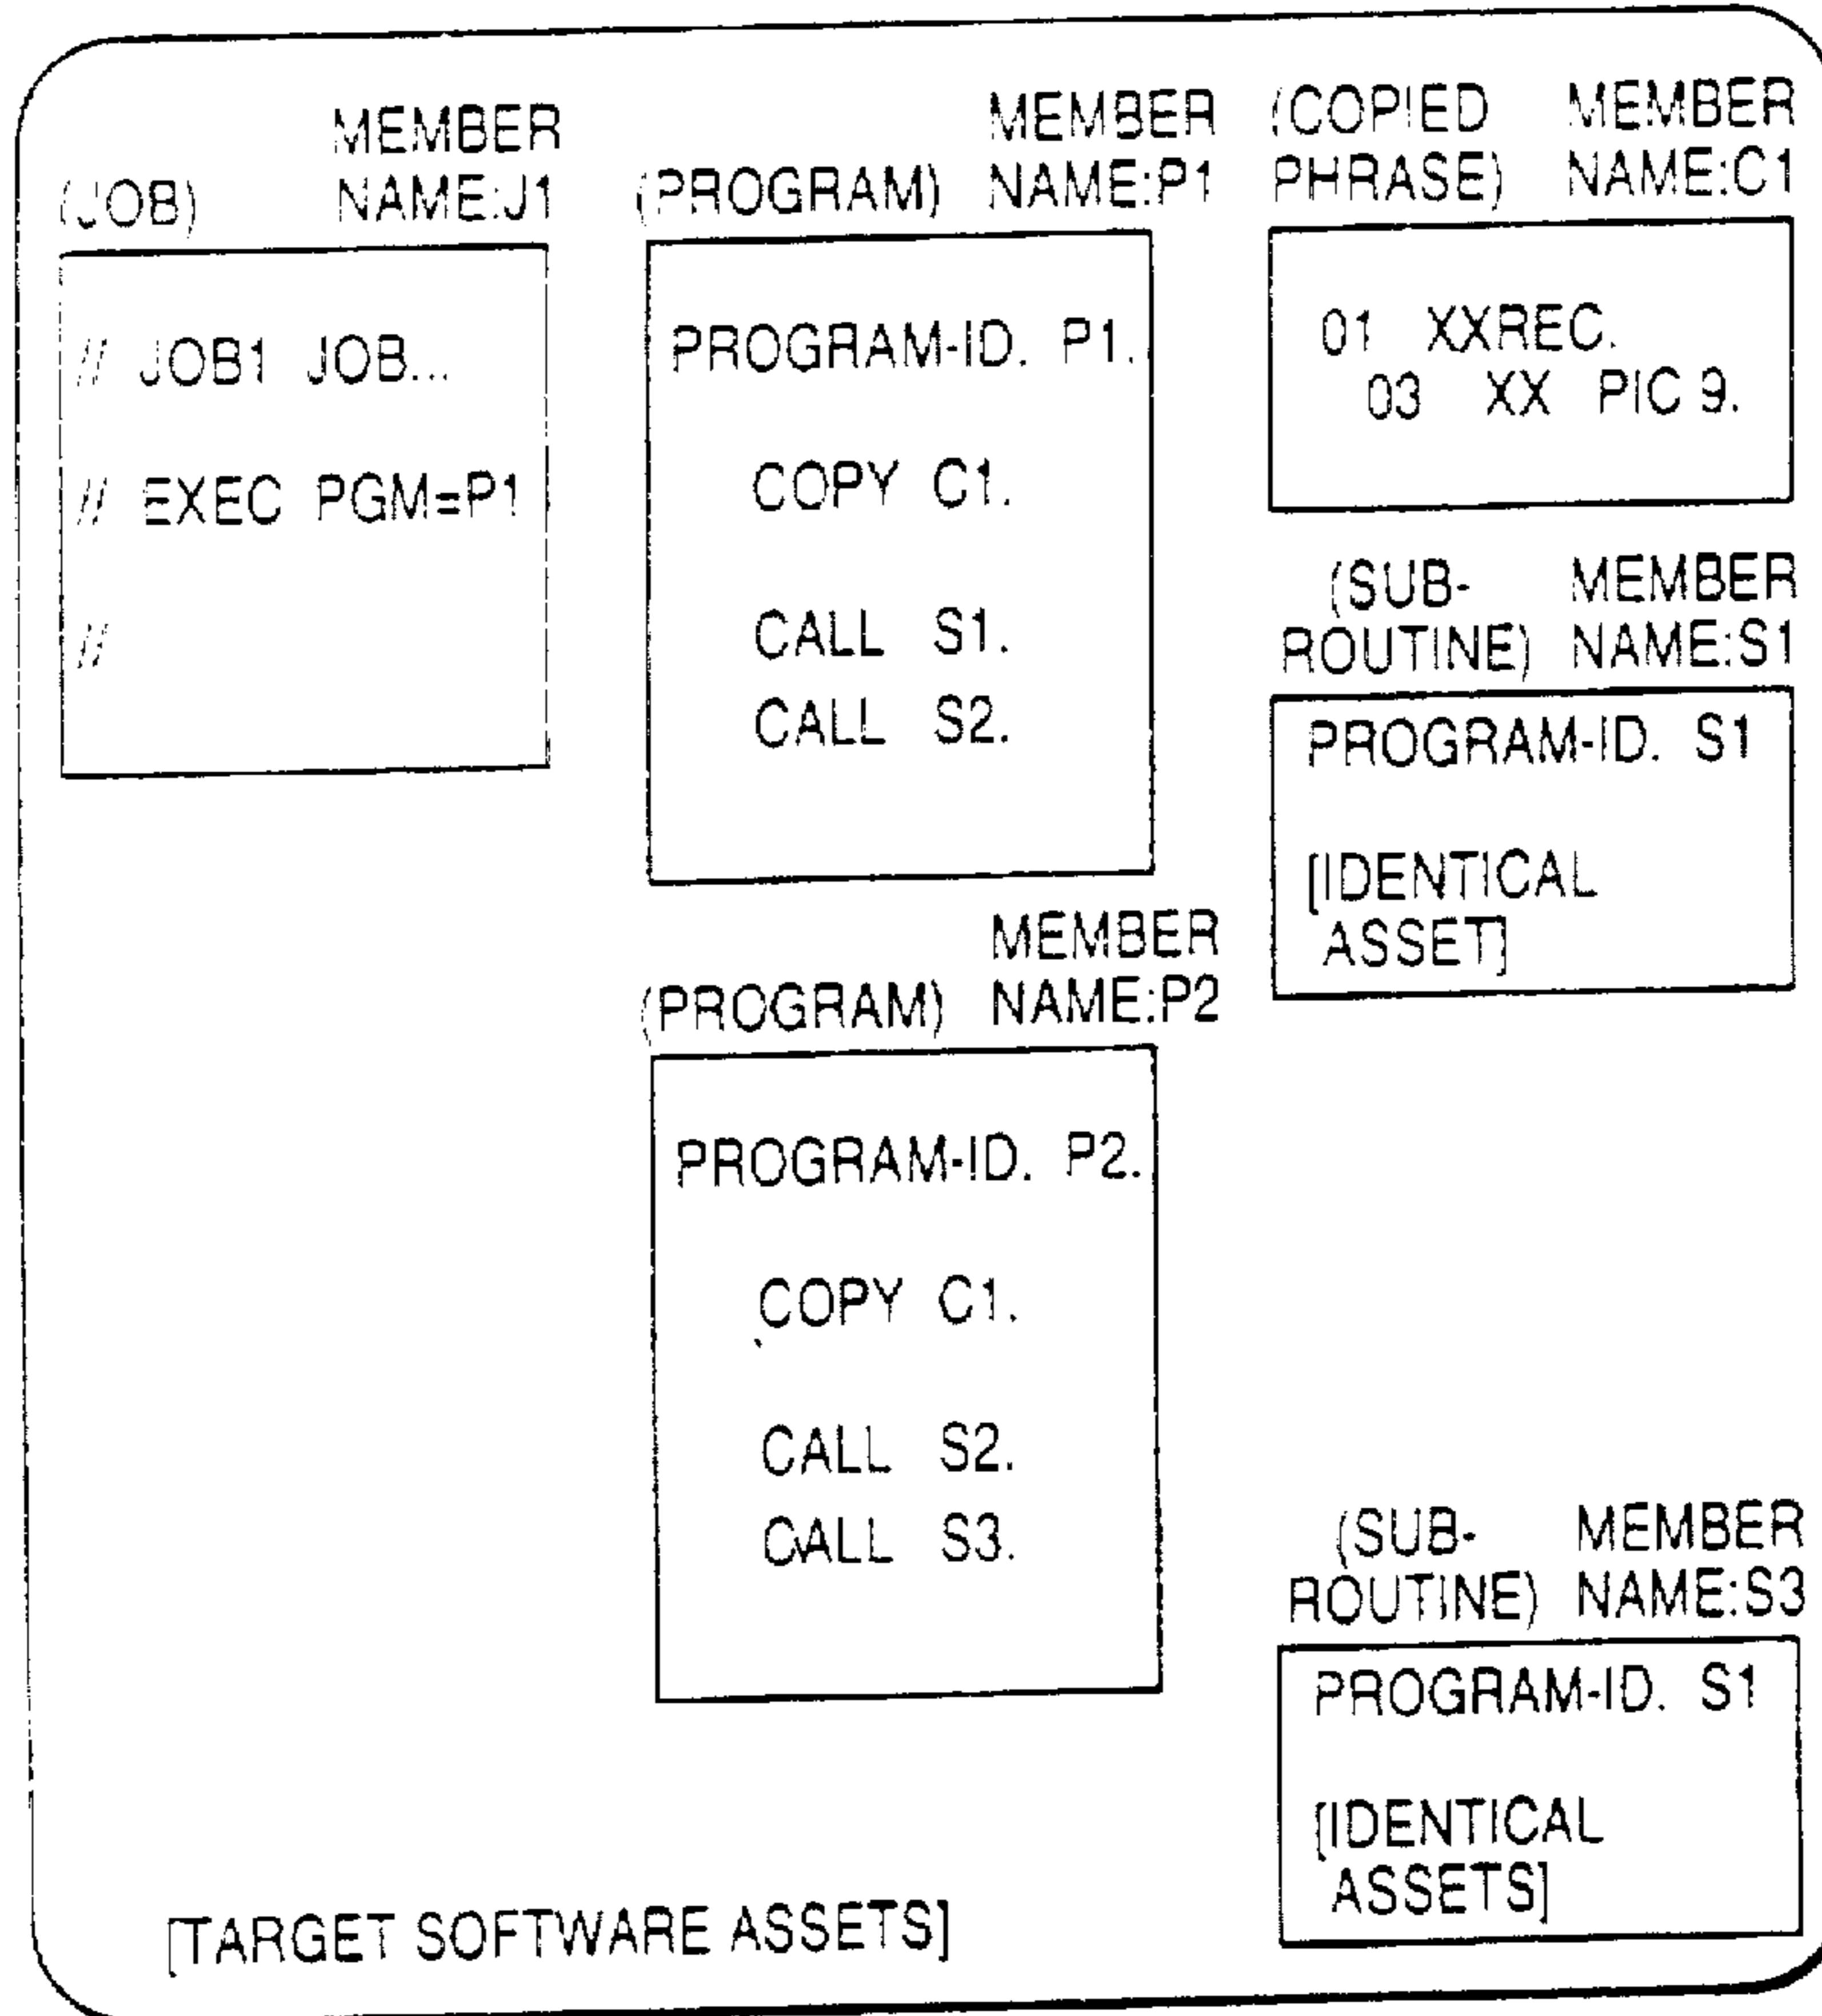 MEMBER
(JOB) NAME:J1
// JOB1 JOB...
// EXEC PGM=P1
//
MEMBER
(PROGRAM) NAME:P1
PROGRAM-ID. P1.
COPY C1.
CALL S1.
CALL S2.
MEMBER
(PROGRAM) NAME:P2
PROGRAM-ID. P2.
COPY C1.
CALL S2.
CALL S3.
(COPIED MEMBER
PHRASE) NAME:C1
01 XXREC.
03 XX PIC 9.
(SUB- MEMBER
ROUTINE) NAME:S1
PROGRAM-ID. S1
[IDENTICAL
ASSET]
(SUB- MEMBER
ROUTINE) NAME:S3
PROGRAM-ID. S1
[IDENTICAL
ASSETS]
[TARGET SOFTWARE ASSETS]